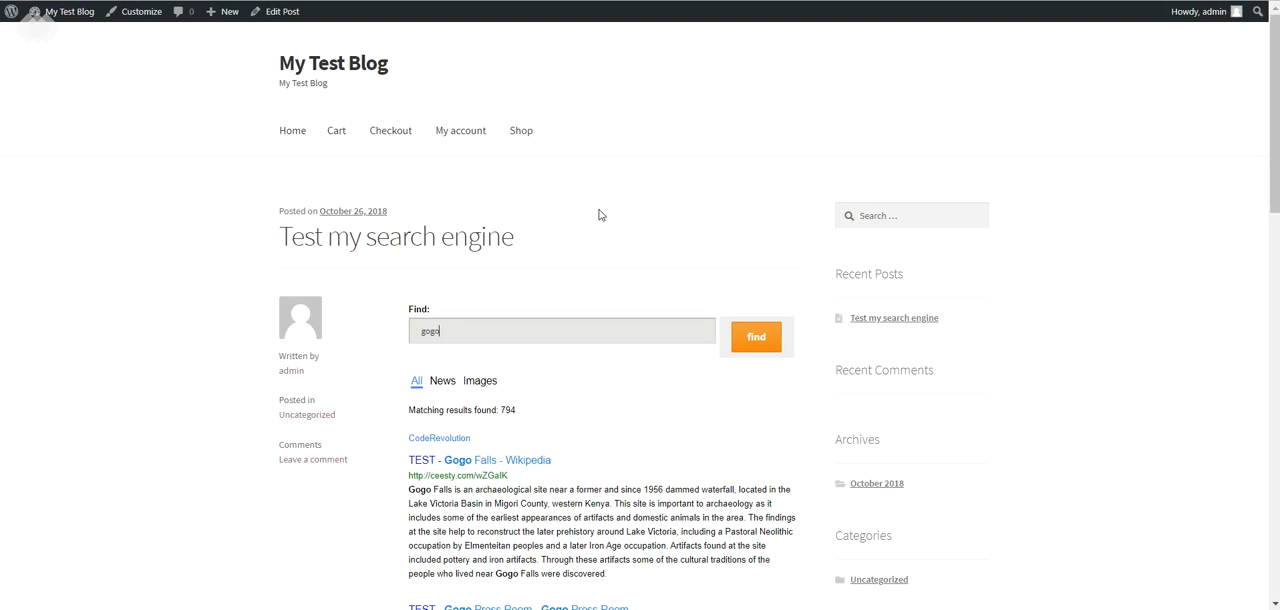 My Test Blog Customize 0 New Edit Post Howdy, admin
My Test Blog
My Test Blog
Home Cart Checkout My account Shop
Posted on October 26, 2018
Test my search engine
Search …
Recent Posts
Test my search engine
Recent Comments
Archives
October 2018
Categories
Uncategorized
Written by
admin
Posted in
Uncategorized
Comments
Leave a comment
Find:
gogo
find
All News Images
Matching results found: 794
CodeRevolution
TEST - Gogo Falls - Wikipedia
http://ceesty.com/wZGaIK
Gogo Falls is an archaeological site near a former and since 1956 dammed waterfall, located in the
Lake Victoria Basin in Migori County, western Kenya. This site is important to archaeology as it
includes some of the earliest appearances of artifacts and domestic animals in the area. The findings
at the site help to reconstruct the later prehistory around Lake Victoria, including a Pastoral Neolithic
occupation by Elmenteitan peoples and a later Iron Age occupation. Artifacts found at the site
included pottery and iron artifacts. Through these artifacts some of the cultural traditions of the
people who lived near Gogo Falls were discovered.
TEST - Gogo Press Room - Gogo Press Room